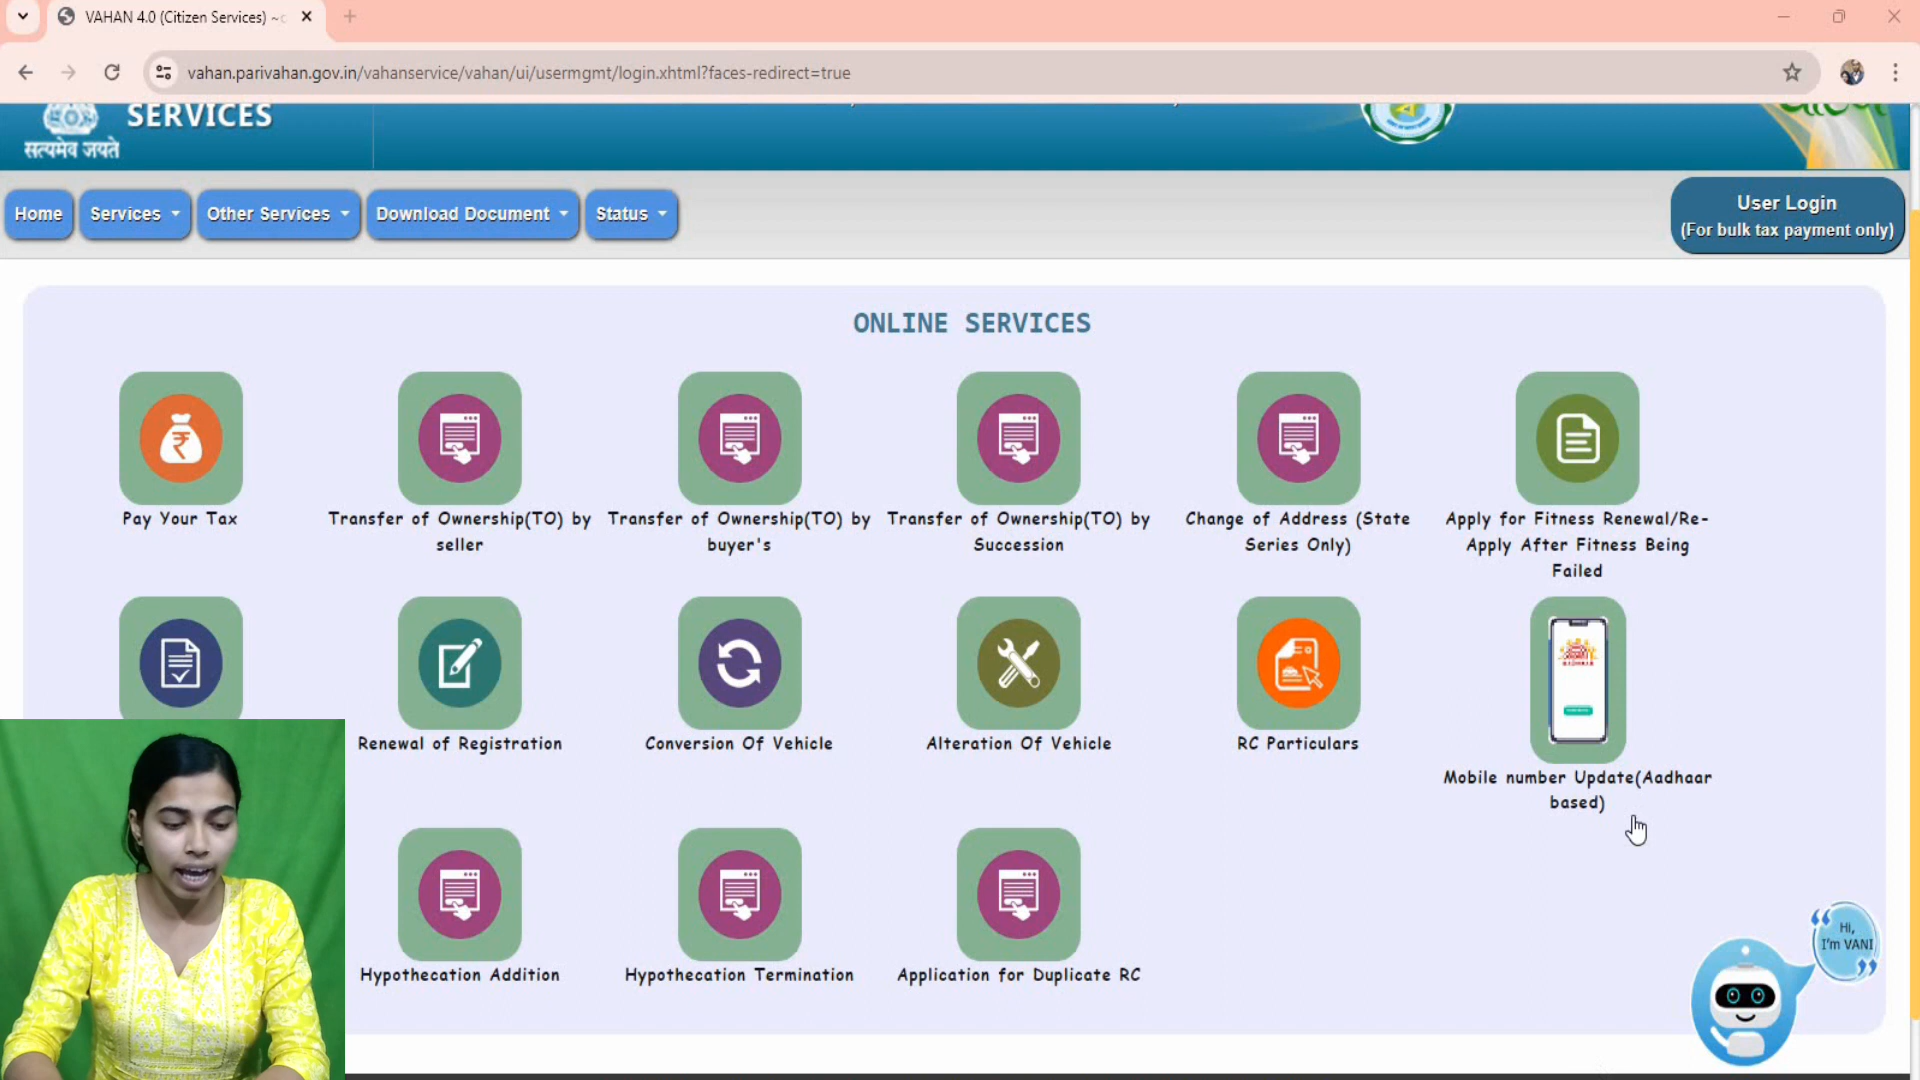 VAHAN 4.0 (Citizen Services) ~
vahan.parivahan.gov.in/vahanservice/vahan/ui/usermgmt/login.xhtml?faces-redirect=true
SERVICES
सत्यमेव जयते
Home
Services
Other Services
Download Document
Status
User Login
(For bulk tax payment only)
ONLINE SERVICES
Pay Your Tax
Transfer of Ownership(TO) by
seller
Transfer of Ownership(TO) by
buyer's
Transfer of Ownership(TO) by
Succession
Change of Address (State
Series Only)
Apply for Fitness Renewal/Re-
Apply After Fitness Being
Failed
Renewal of Registration
Conversion Of Vehicle
Alteration Of Vehicle
RC Particulars
Mobile number Update(Aadhaar
based)
Hypothecation Addition
Hypothecation Termination
Application for Duplicate RC
Hi,
I'm VANI